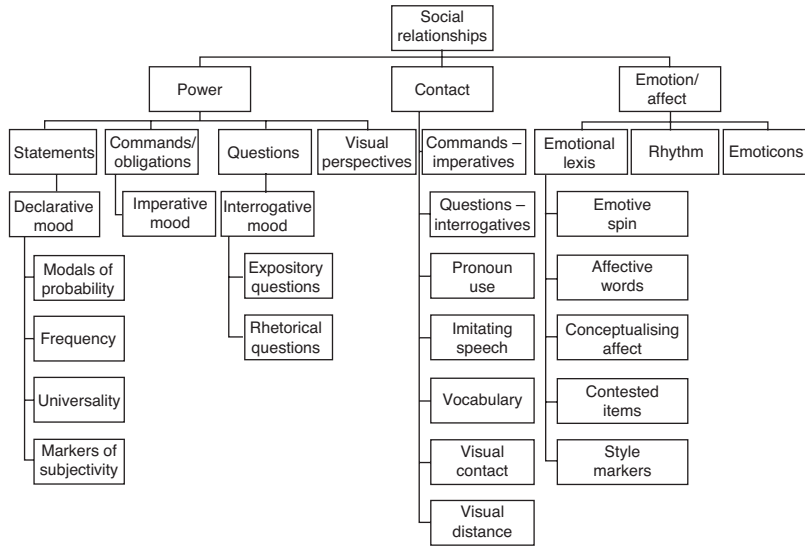 Social
relationships
Power
Contact
Emotion/
affect
Statements
Commands/
obligations
Questions
Visual
perspectives
Commands –
imperatives
Emotional
lexis
Rhythm
Emoticons
Declarative
mood
Imperative
mood
Interrogative
mood
Questions –
interrogatives
Emotive
spin
Modals of
probability
Expository
questions
Pronoun
use
Affective
words
Frequency
Rhetorical
questions
Imitating
speech
Conceptualising
affect
Universality
Vocabulary
Contested
items
Markers of
subjectivity
Visual
contact
Style
markers
Visual
distance